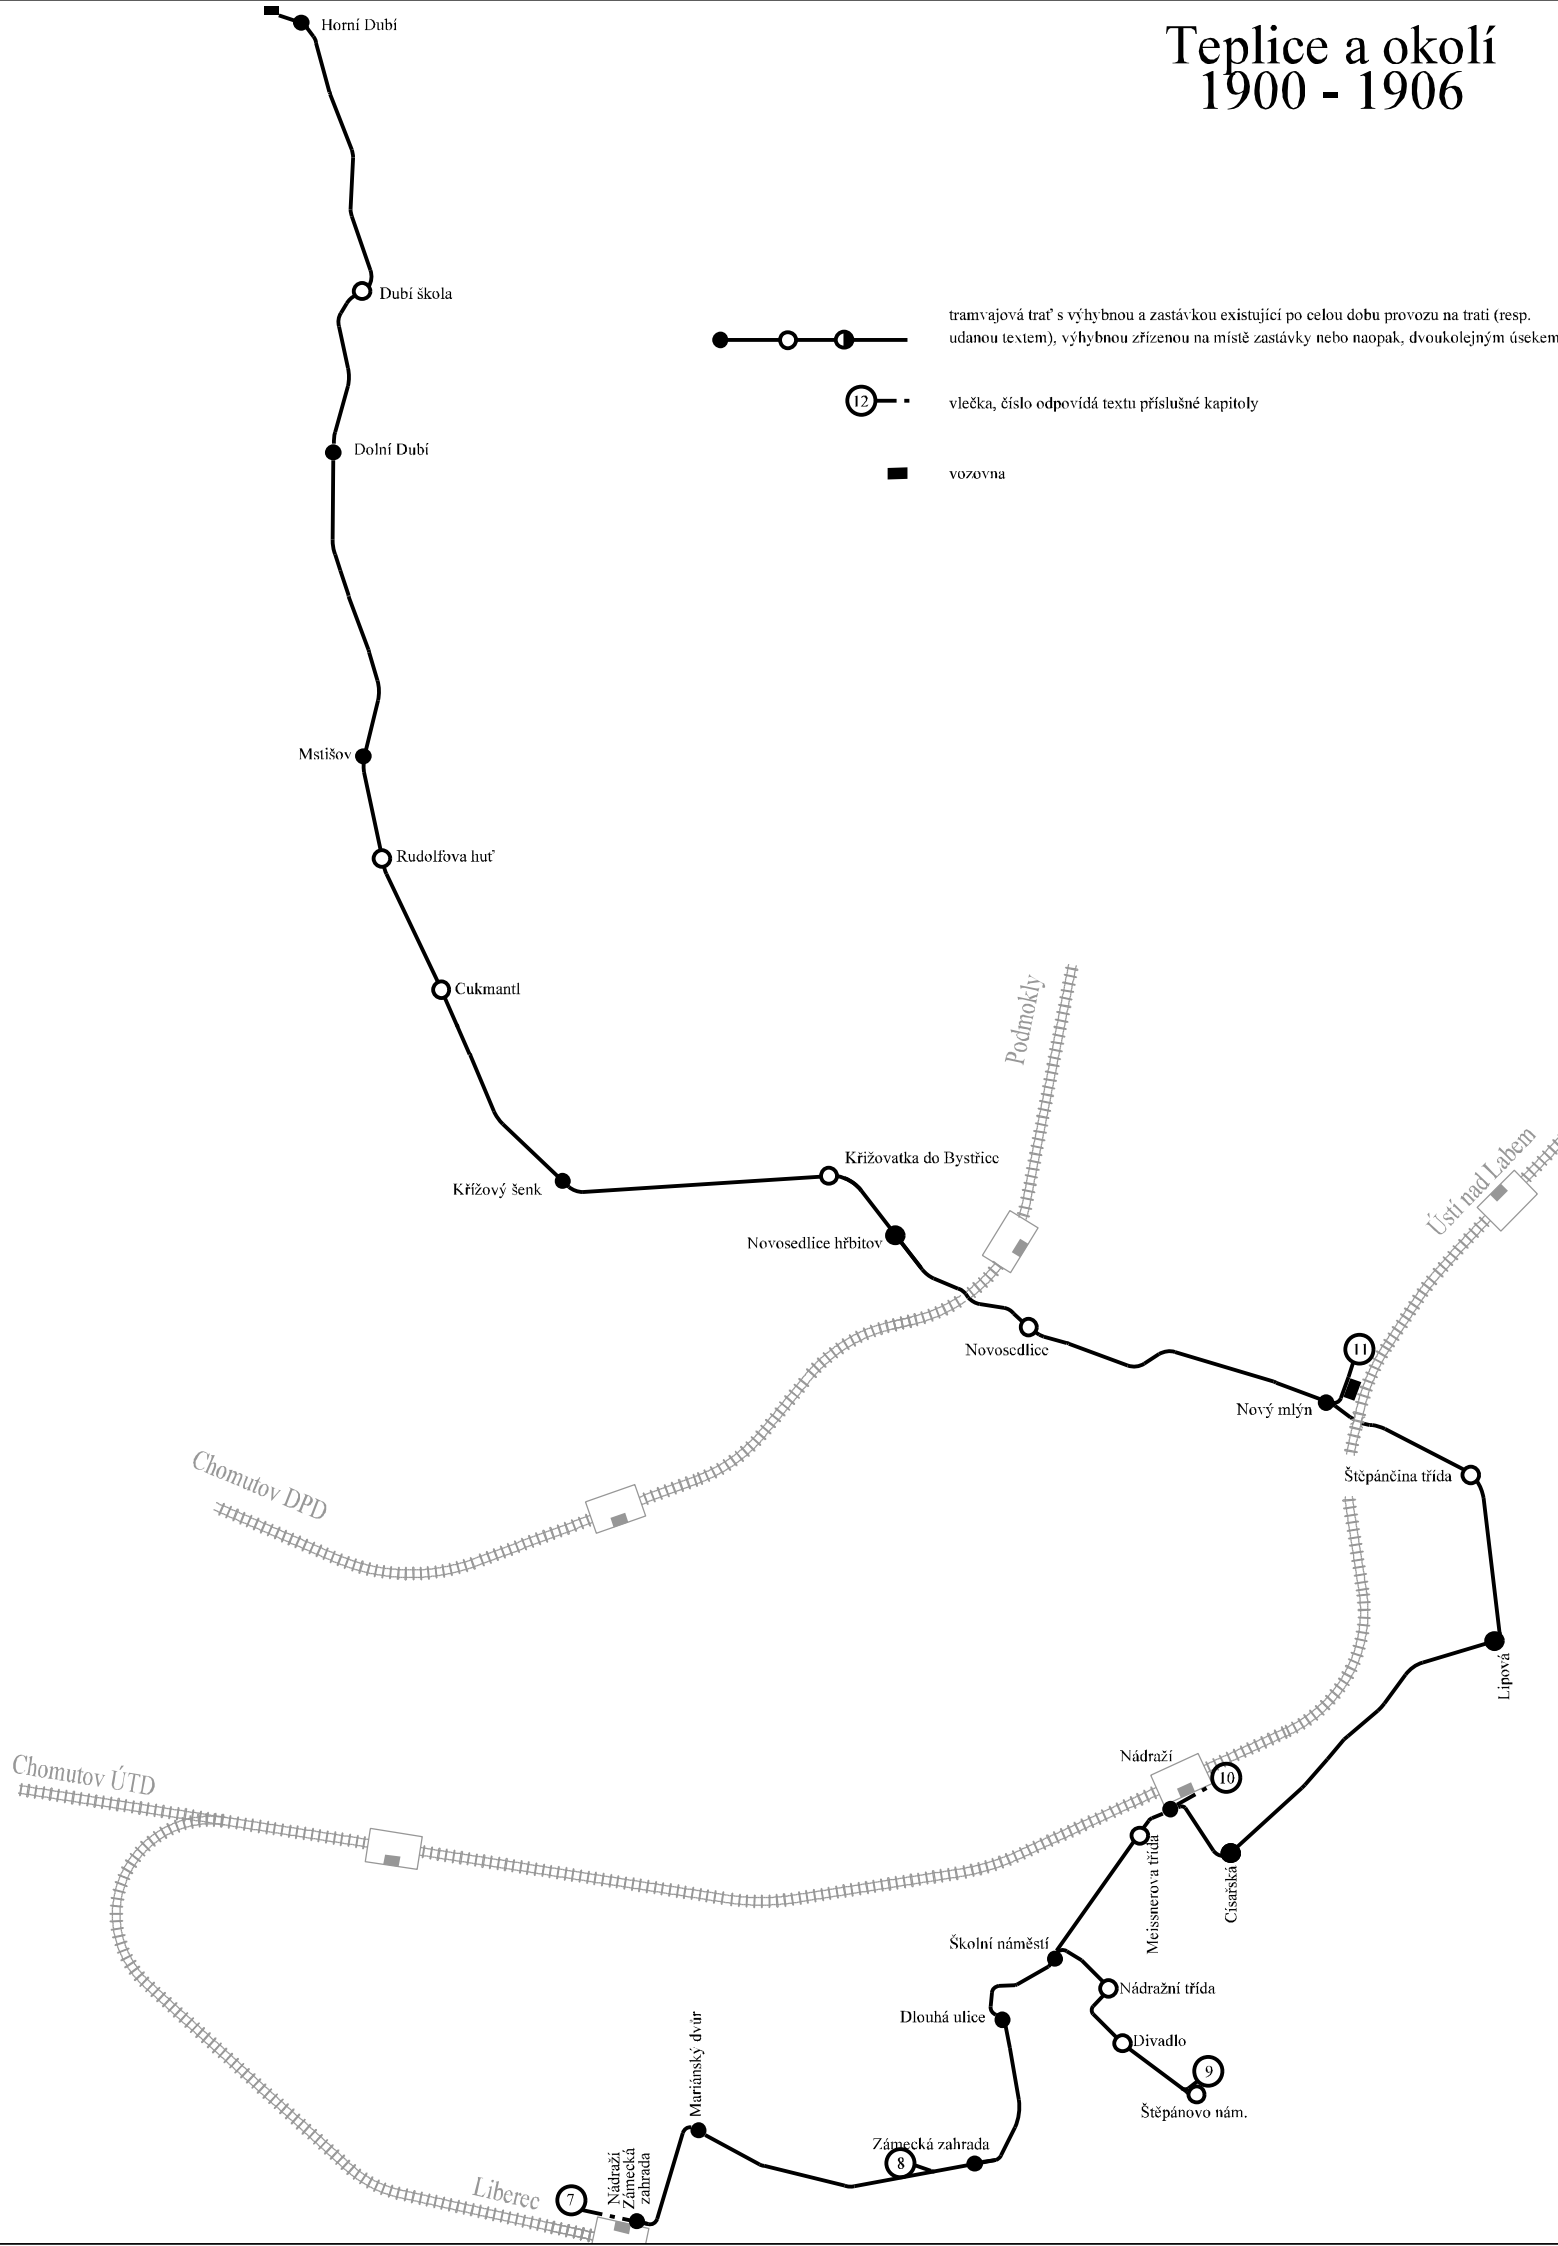 Teplice a okolí
1900 - 1906
Horní Dubí
Dubí škola
tramvajová trať s výhybnou a zastávkou existující po celou dobu provozu na trati (resp.
udanou textem), výhybnou zřízenou na místě zastávky nebo naopak, dvoukolejným úsekem
12
vlečka, číslo odpovídá textu příslušné kapitoly
Dolní Dubí
vozovna
Mstišov
Rudolfova huť
Cukmantl
Podmokly
Křižovatka do Bystřice
Ústí nad Labem
Křížový šenk
Novosedlice hřbitov
Novosedlice
11
Nový mlýn
Chomutov DPD
Štěpánčina třída
Lipová
Nádraží
Chomutov ÚTD
10
Meissnerova třída
Císařská
Školní náměstí
Nádražní třída
Dlouhá ulice
Divadlo
Mariánský dvůr
9
Štěpánovo nám.
Zámecká zahrada
8
Nádraží
Zámecká
zahrada
Liberec
7